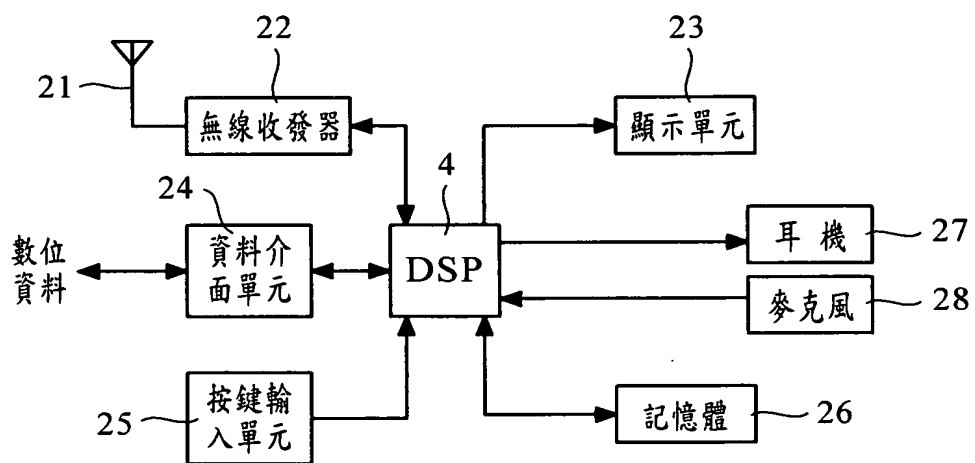 22
23
21
無線收發器
顯示單元
4
24
數位
資料
資料介
面單元
DSP
耳機
27
麥克風
28
25
按鍵輸
入單元
記憶體
26